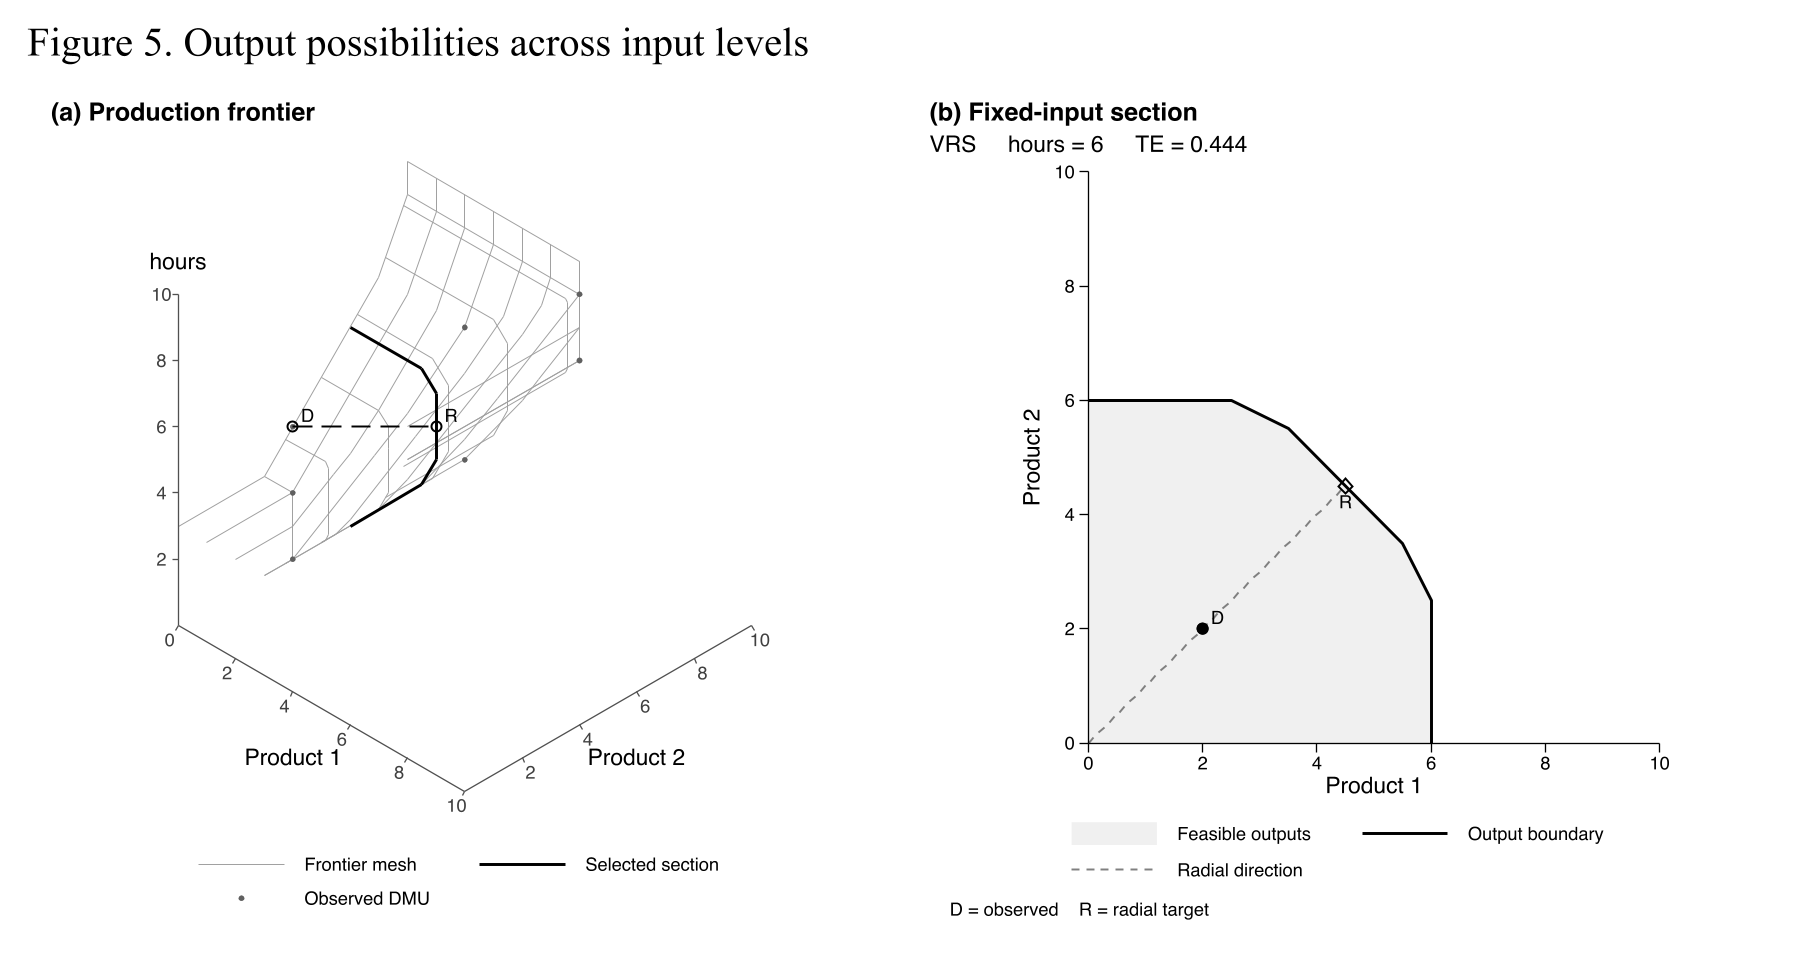 Figure 5. Output possibilities across input levels
(a) Production frontier
hours
10
8
6
4
2
0
D
R
2
4
6
8
10
Product 1
2
4
6
8
10
Product 2
Frontier mesh
Selected section
Observed DMU
(b) Fixed-input section
VRS hours = 6 TE = 0.444
10
8
6
4
2
0
Product 2
R
D
0
2
4
6
8
10
Product 1
Feasible outputs
Output boundary
Radial direction
D = observed R = radial target